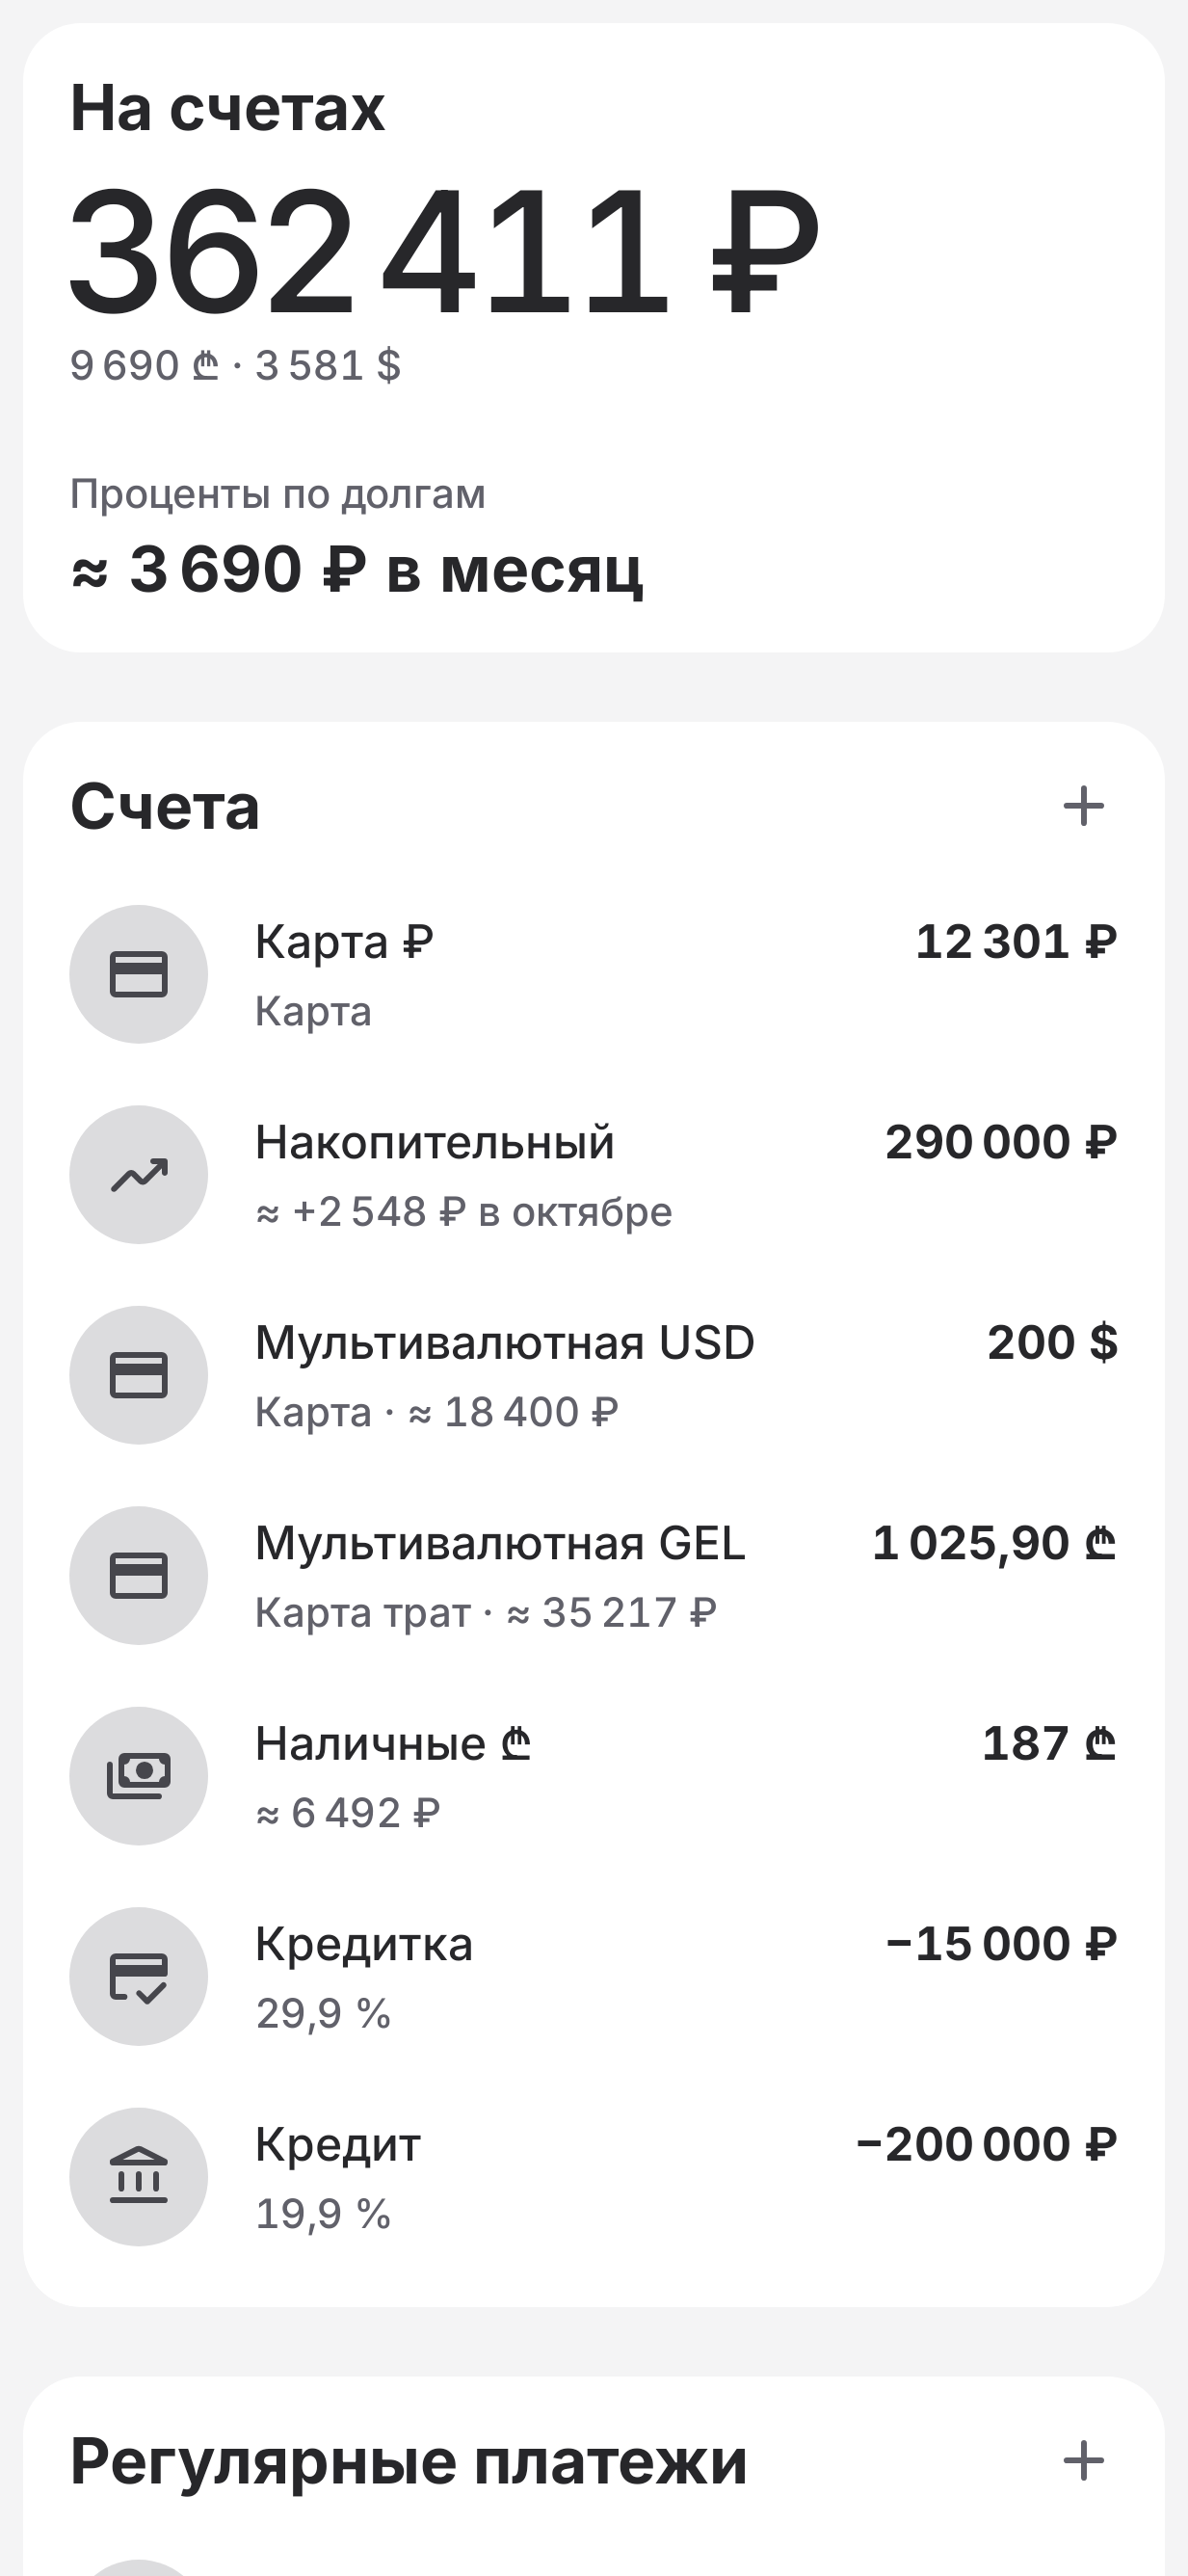 На счетах
362 411 ₽
9 690 ₾ · 3 581 $
Проценты по долгам
≈ 3 690 ₽ в месяц
Счета
Карта ₽
12 301 ₽
Карта
Накопительный
290 000 ₽
≈ +2 548 ₽ в октябре
Мультивалютная USD
200 $
Карта · ≈ 18 400 ₽
Мультивалютная GEL
1 025,90 ₾
Карта трат · ≈ 35 217 ₽
Наличные ₾
187 ₾
≈ 6 492 ₽
Кредитка
−15 000 ₽
29,9 %
Кредит
−200 000 ₽
19,9 %
Регулярные платежи